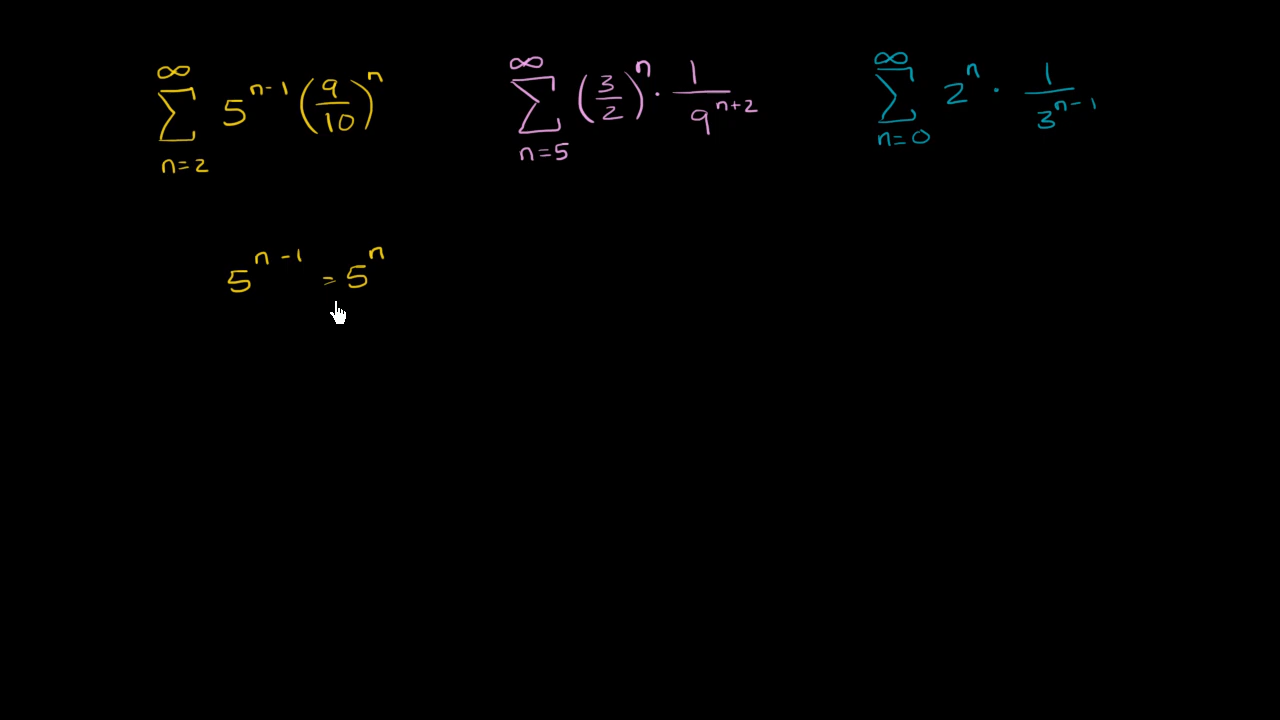 ∞∑n=2 5^{n-1} (9/10)^n
∞∑n=5 (3/2)^n · 1/9^{n+2}
∞∑n=0 2^n · 1/3^{n-1}
5^{n-1} = 5^n